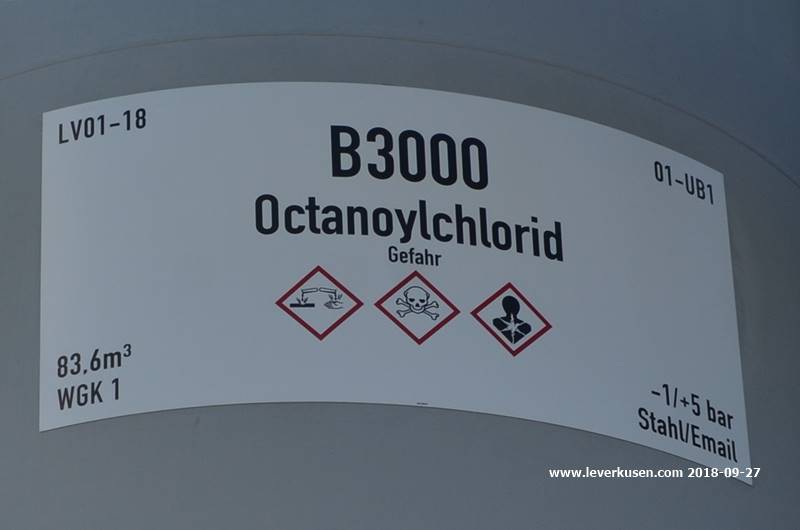 LV01-18
B3000
01-UB1
Octanoylchlorid
Gefahr
83,6m³
WGK 1
-1/+5 bar
Stahl/Email
www.leverkusen.com 2018-09-27